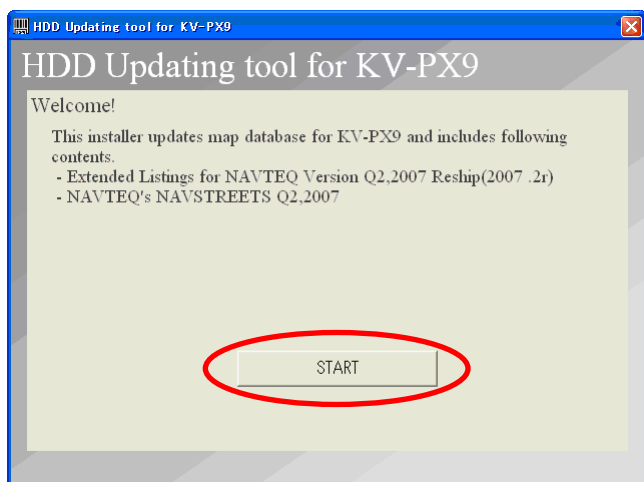 HDD Updating tool for KV-PX9
HDD Updating tool for KV-PX9
Welcome!
This installer updates map database for KV-PX9 and includes following
contents.
- Extended Listings for NAVTEQ Version Q2,2007 Reship(2007 .2r)
- NAVTEQ's NAVSTREETS Q2,2007
START